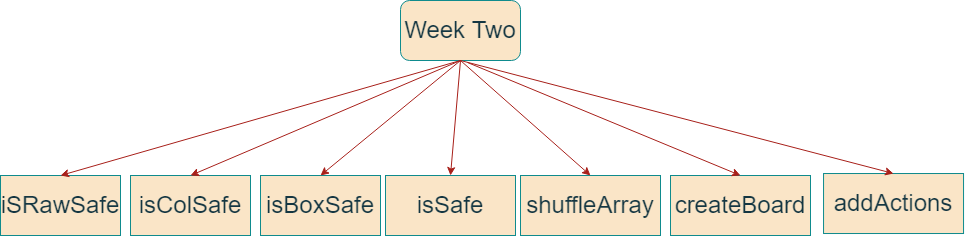 Week Two
iSRawSafe
isColSafe
isBoxSafe
isSafe
shuffleArray
createBoard
addActions